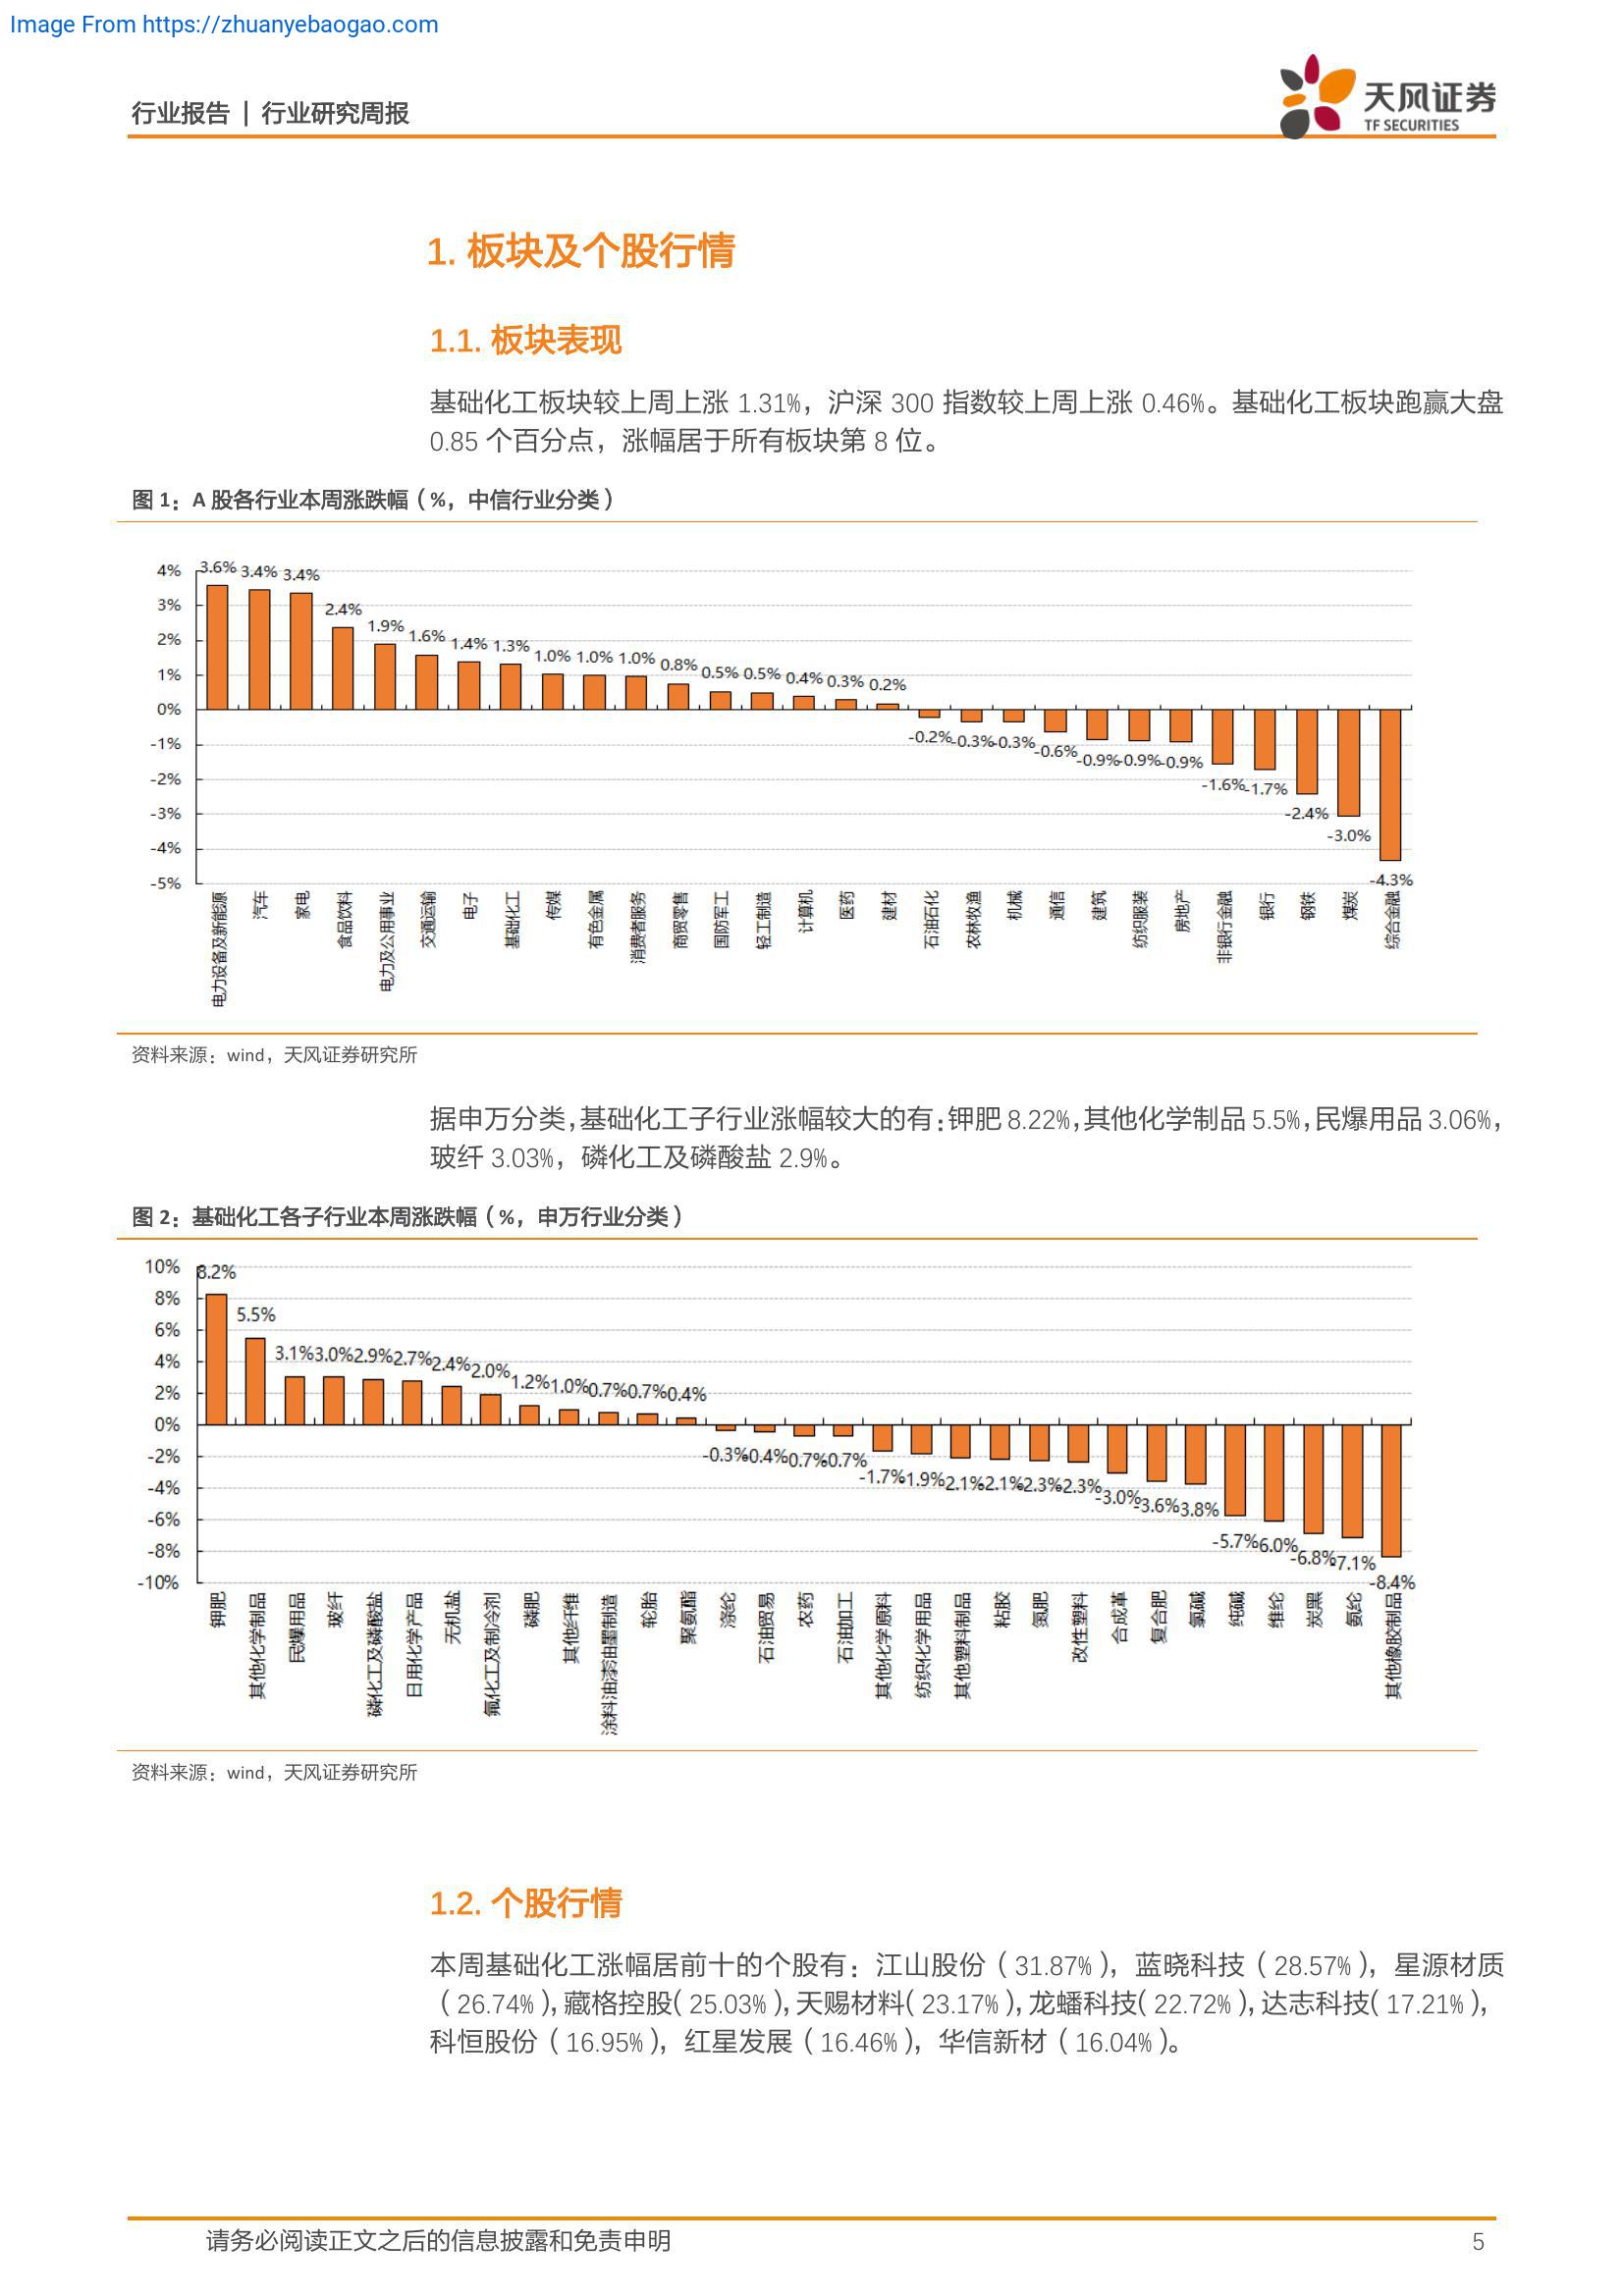 Image From https://zhuanyebaogao.com
行业报告 | 行业研究周报
天风证券
TF SECURITIES
1. 板块及个股行情
1.1. 板块表现
基础化工板块较上周上涨 1.31%，沪深 300 指数较上周上涨 0.46%。基础化工板块跑赢大盘
0.85 个百分点，涨幅居于所有板块第 8 位。
图 1：A 股各行业本周涨跌幅（%，中信行业分类）
4%
3%
2%
1%
0%
-1%
-2%
-3%
-4%
-5%
3.6% 3.4% 3.4% 2.4% 1.9% 1.6% 1.4% 1.3% 1.0% 1.0% 1.0% 0.8% 0.5% 0.5% 0.4% 0.3% 0.2%
-0.2% -0.3% -0.3% -0.6% -0.9% -0.9% -0.9% -1.6% -1.7% -2.4% -3.0% -4.3%
电力设备及新能源
汽车
家电
食品饮料
电力及公用事业
交通运输
电子
基础化工
传媒
有色金属
消费者服务
商贸零售
国防军工
轻工制造
计算机
医药
建材
石油石化
农林牧渔
机械
通信
建筑
纺织服装
房地产
非银行金融
银行
钢铁
煤炭
综合金融
资料来源：wind，天风证券研究所
据申万分类，基础化工子行业涨幅较大的有：钾肥 8.22%，其他化学制品 5.5%，民爆用品 3.06%，
玻纤 3.03%，磷化工及磷酸盐 2.9%。
图 2：基础化工各子行业本周涨跌幅（%，申万行业分类）
10%
8%
6%
4%
2%
0%
-2%
-4%
-6%
-8%
-10%
8.2% 5.5% 3.1% 3.0% 2.9% 2.7% 2.4% 2.0% 1.2% 1.0% 0.7% 0.7% 0.4%
-0.3% -0.4% -0.7% -0.7% -1.7% -1.9% -2.1% -2.1% -2.3% -2.3% -3.0% -3.6% -3.8% -5.7% -6.0% -6.8% -7.1% -8.4%
钾肥
其他化学制品
民爆用品
玻纤
磷化工及磷酸盐
日用化学产品
无机盐
氟化工及制冷剂
磷肥
其他纤维
涂料油漆油墨制造
轮胎
聚氨酯
涤纶
石油贸易
农药
石油加工
其他化学原料
纺织化学用品
其他塑料制品
粘胶
氮肥
改性塑料
合成革
复合肥
氯碱
纯碱
维纶
炭黑
氨纶
其他橡胶制品
资料来源：wind，天风证券研究所
1.2. 个股行情
本周基础化工涨幅居前十的个股有：江山股份（31.87%），蓝晓科技（28.57%），星源材质
（26.74%），藏格控股（25.03%），天赐材料（23.17%），龙蟠科技（22.72%），达志科技（17.21%），
科恒股份（16.95%），红星发展（16.46%），华信新材（16.04%）。
请务必阅读正文之后的信息披露和免责申明
5